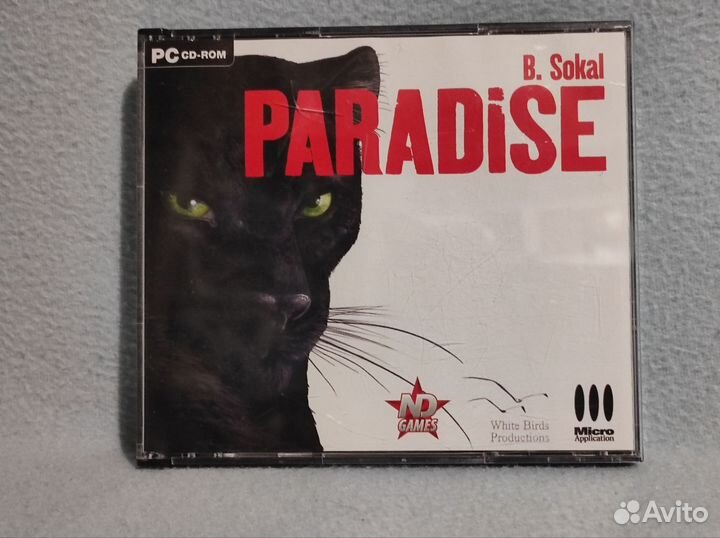 PC CD-ROM
B. Sokal
PARADiSE
ND
GAMES
White Birds
Productions
Micro
Application
Avito